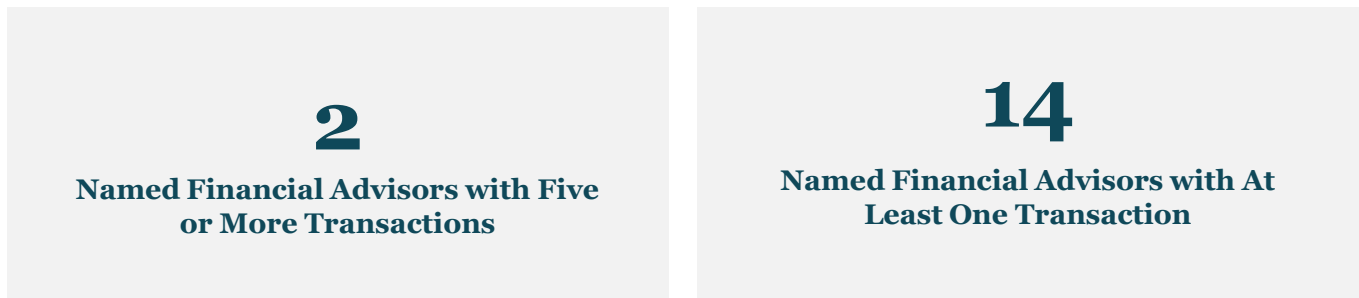 2
Named Financial Advisors with Five
or More Transactions
14
Named Financial Advisors with At
Least One Transaction